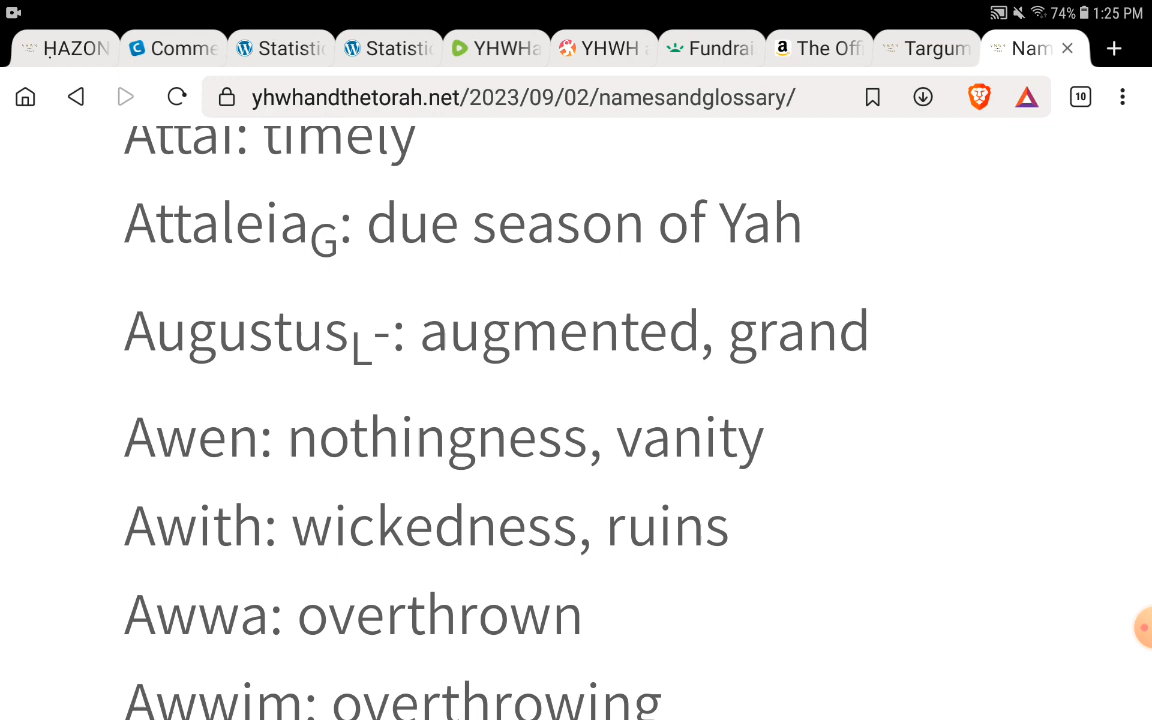 74% 1:25 PM
HAZON Comme Statisti Statisti YHWHa YHWH a Fundrai a The Off Targum Nam
yhwhandthetorah.net/2023/09/02/namesandglossary/ 10
Attai: timely
AttaleiaG: due season of Yah
AugustusL-: augmented, grand
Awen: nothingness, vanity
Awith: wickedness, ruins
Awwa: overthrown
Awwim: overthrowing